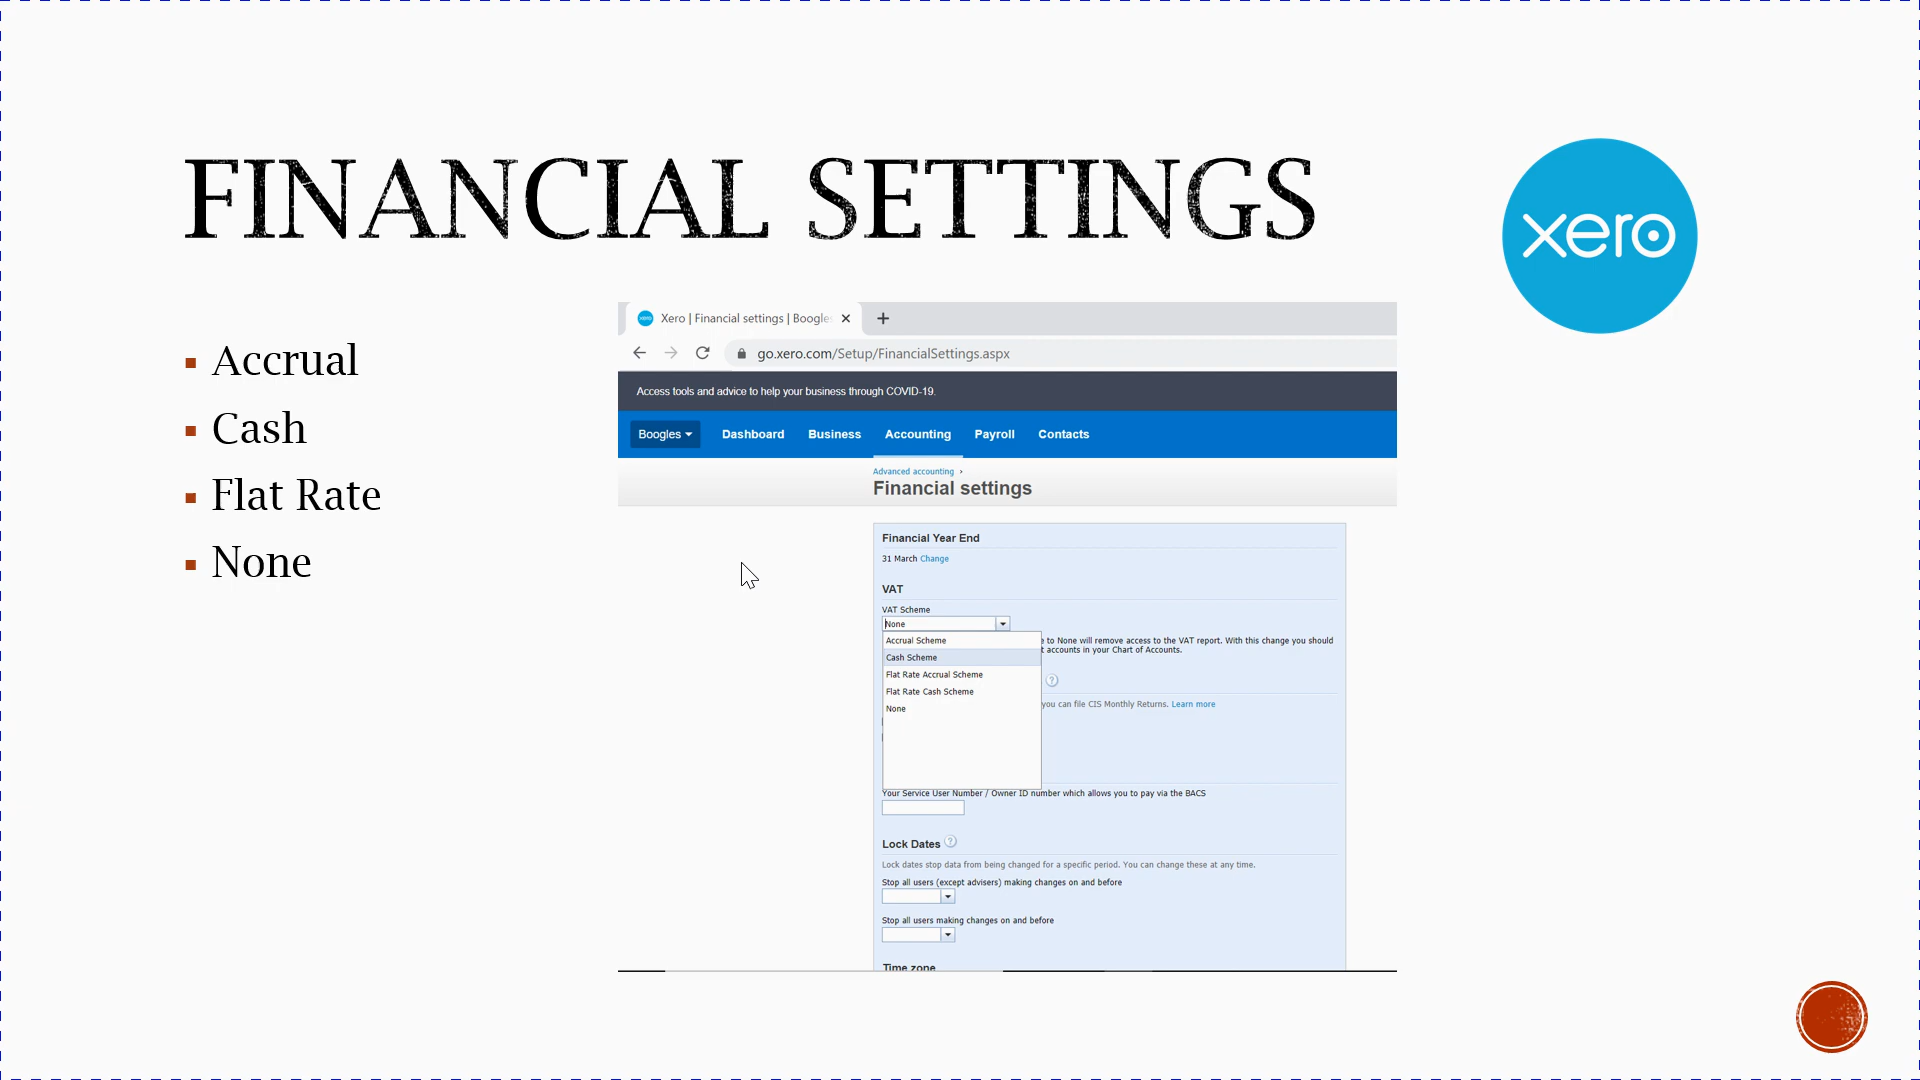 FINANCIAL SETTINGS
xero
Accrual
Cash
Flat Rate
None
Xero | Financial settings | Boogles
go.xero.com/Setup/FinancialSettings.aspx
Access tools and advice to help your business through COVID-19.
Boogles Dashboard Business Accounting Payroll Contacts
Advanced accounting ›
Financial settings
Financial Year End
31 March Change
VAT
VAT Scheme
None
Accrual Scheme
Cash Scheme
Flat Rate Accrual Scheme
Flat Rate Cash Scheme
None
e to None will remove access to the VAT report. With this change you should
t accounts in your Chart of Accounts.
?
you can file CIS Monthly Returns. Learn more
Your Service User Number / Owner ID number which allows you to pay via the BACS
Lock Dates ?
Lock dates stop data from being changed for a specific period. You can change these at any time.
Stop all users (except advisers) making changes on and before
Stop all users making changes on and before
Time zone